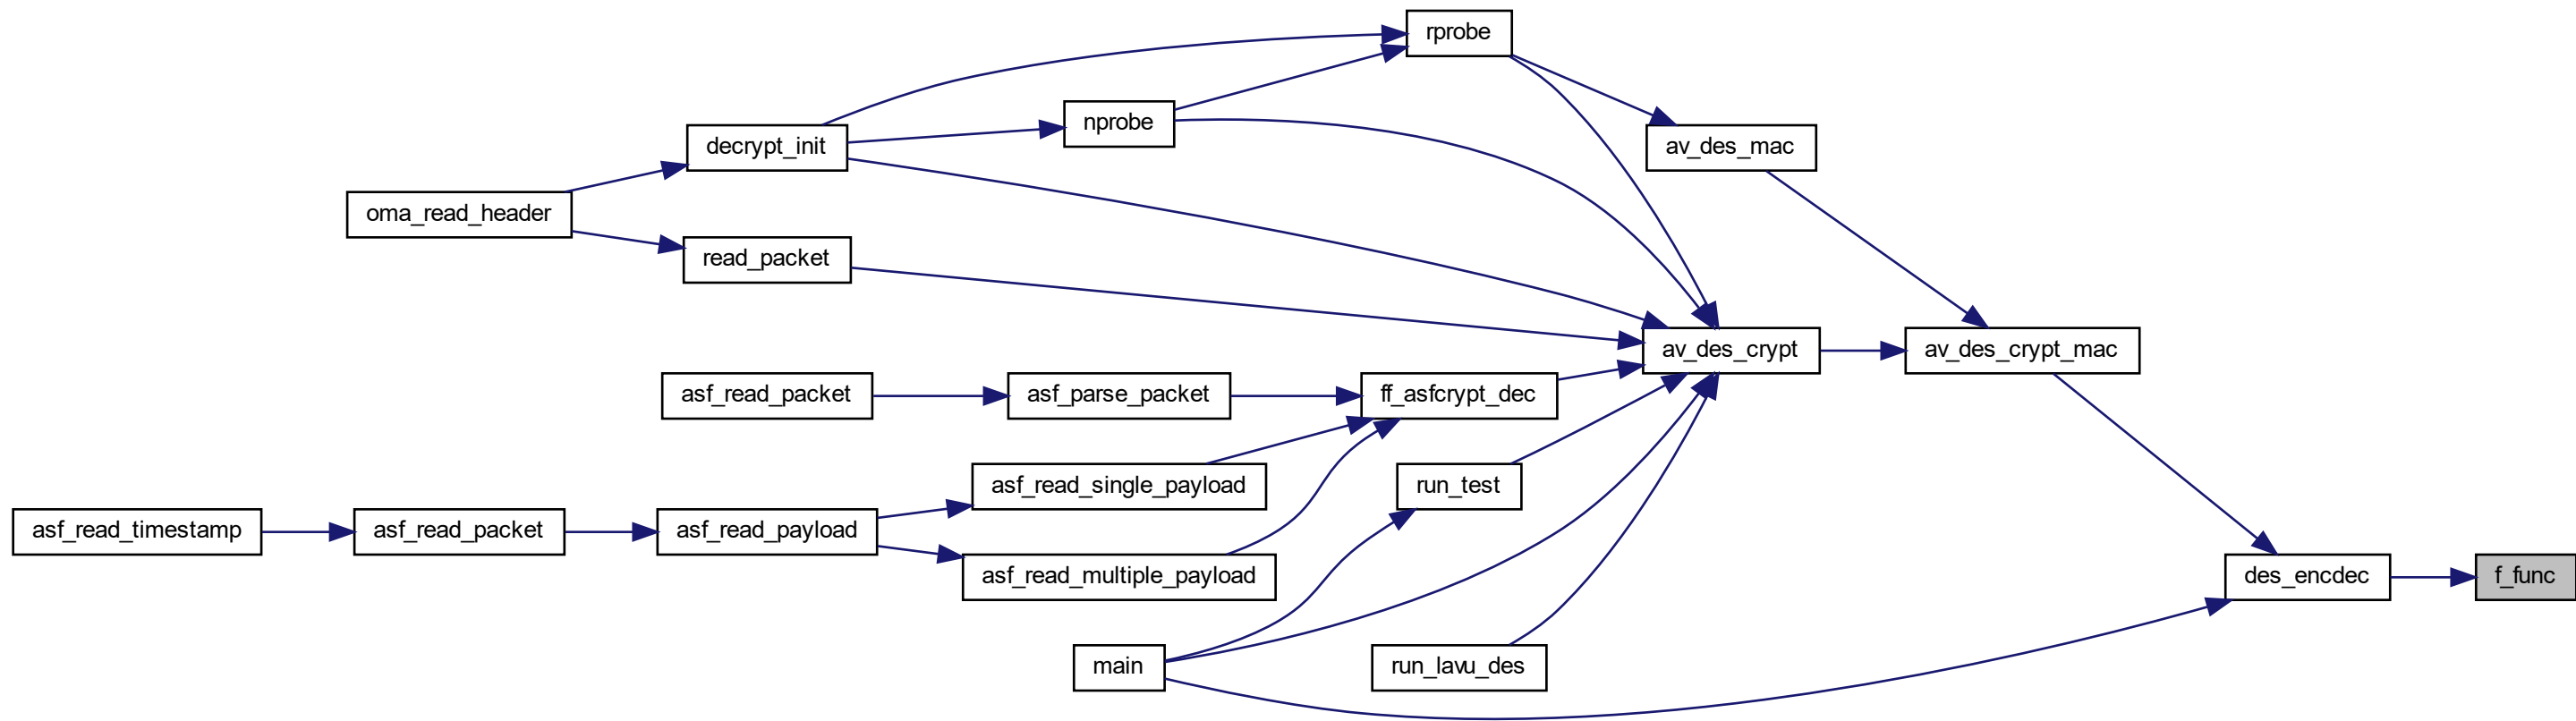 rprobe
nprobe
decrypt_init
av_des_mac
oma_read_header
read_packet
av_des_crypt
av_des_crypt_mac
asf_read_packet
asf_parse_packet
ff_asfcrypt_dec
asf_read_single_payload
run_test
asf_read_timestamp
asf_read_packet
asf_read_payload
asf_read_multiple_payload
des_encdec
f_func
main
run_lavu_des